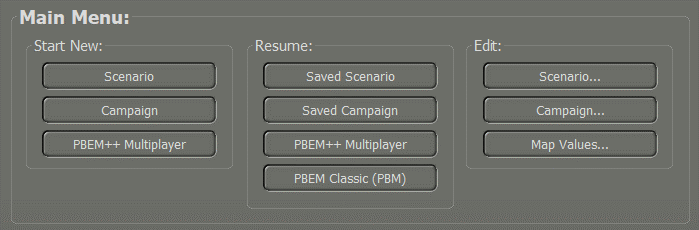 Main Menu:
Start New:
Scenario
Campaign
PBEM++ Multiplayer
Resume:
Saved Scenario
Saved Campaign
PBEM++ Multiplayer
PBEM Classic (PBM)
Edit:
Scenario...
Campaign...
Map Values...